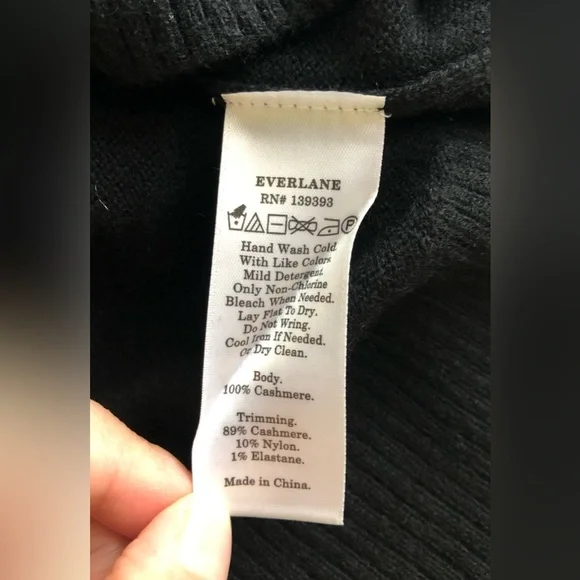 EVERLANE
RN# 139393
P
Hand Wash Cold
With Like Colors
Mild Detergent
Only Non-Chlorine
Bleach When Needed.
Lay Flat To Dry.
Do Not Wring.
Cool Iron If Needed.
Or Dry Clean.
Body.
100% Cashmere.
Trimming.
89% Cashmere.
10% Nylon.
1% Elastane.
Made in China.